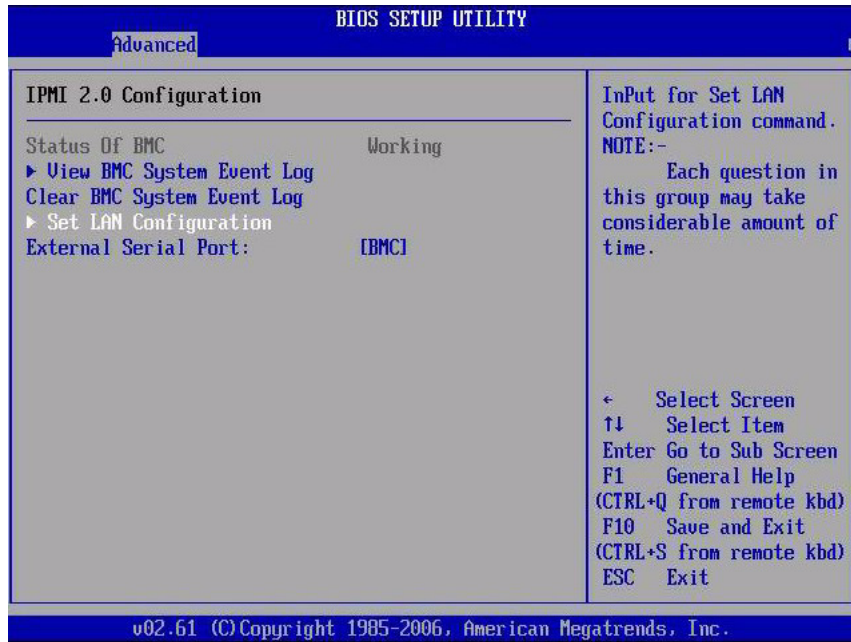 BIOS SETUP UTILITY
Advanced
IPMI 2.0 Configuration
Status Of BMC Working
▶ View BMC System Event Log
Clear BMC System Event Log
▶ Set LAN Configuration
External Serial Port: [BMC]
InPut for Set LAN
Configuration command.
NOTE:-
Each question in
this group may take
considerable amount of
time.
← Select Screen
↑↓ Select Item
Enter Go to Sub Screen
F1 General Help
(CTRL+Q from remote kbd)
F10 Save and Exit
(CTRL+S from remote kbd)
ESC Exit
v02.61 (C)Copyright 1985-2006, American Megatrends, Inc.